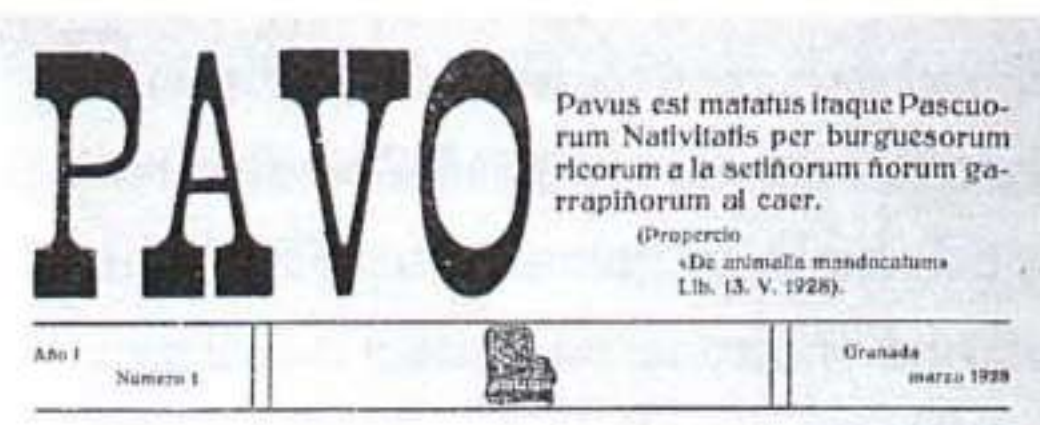 PAVO
Pavus est matatus itaque Pascuo-
rum Nativitatis per burguesorum
ricorum a la setiñorum ñorum ga-
rrapiñorum al caer.
(Propercio
«De animalia manducatum»
Lib. 13. V. 1928).
Año I
Número 1
Granada
marzo 1928